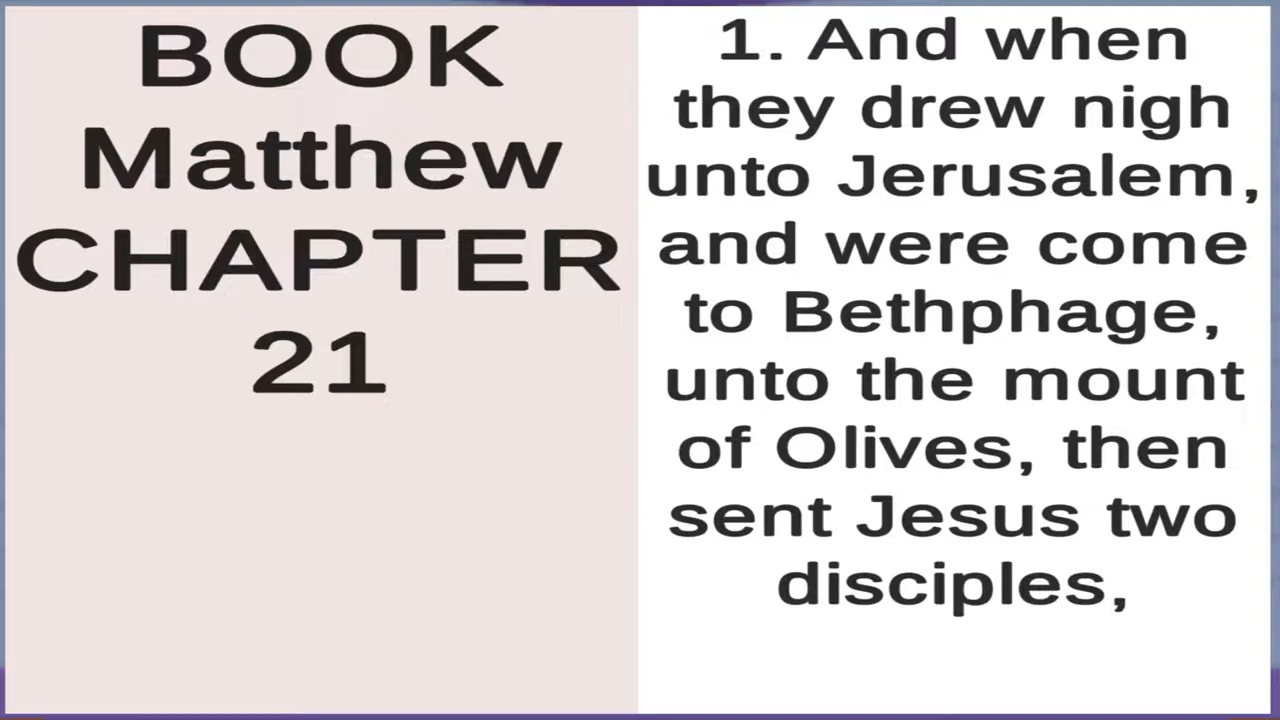 BOOK
Matthew
CHAPTER
21
1. And when
they drew nigh
unto Jerusalem,
and were come
to Bethphage,
unto the mount
of Olives, then
sent Jesus two
disciples,